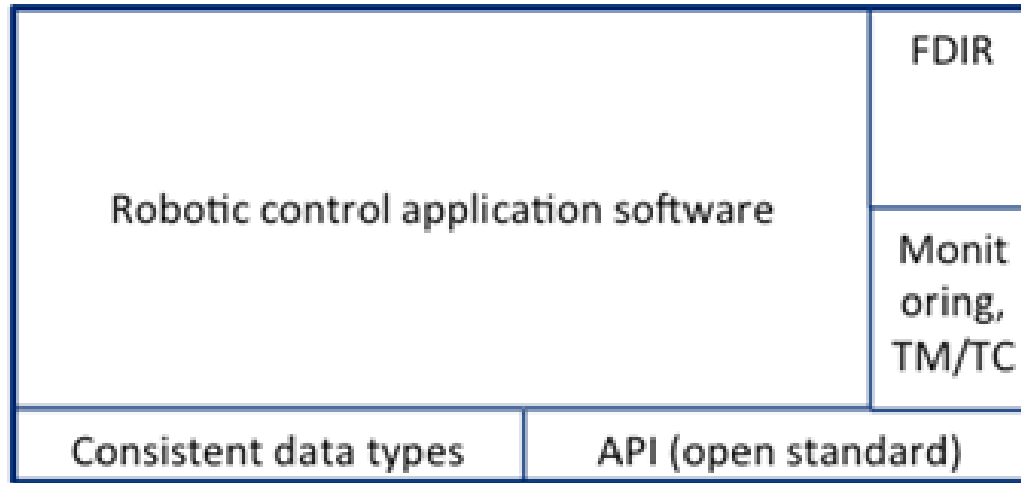 FDIR
Robotic control application software
Monit
oring,
TM/TC
Consistent data types
API (open standard)